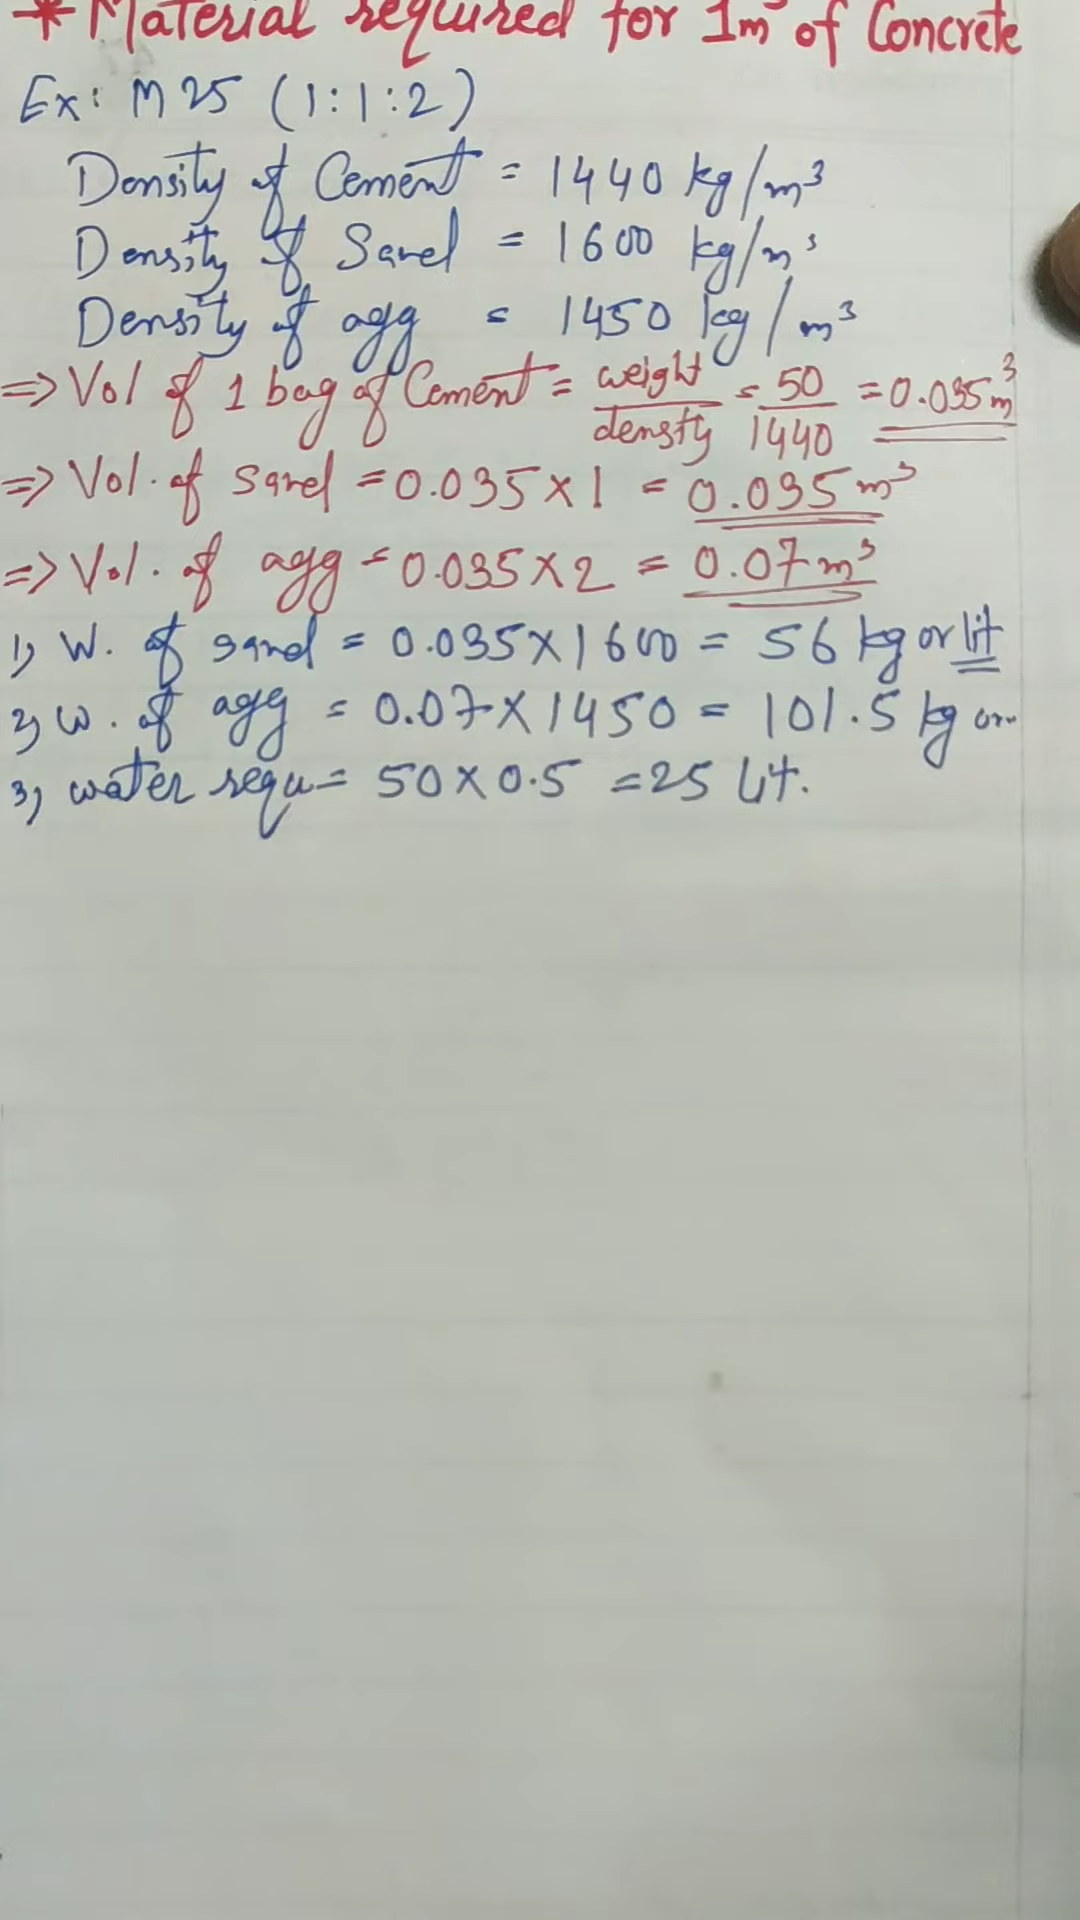 * Material required for 1m³ of Concrete
Ex: M25 (1:1:2)
Density of Cement = 1440 kg/m³
Density of Sand = 1600 kg/m³
Density of agg = 1450 kg/m³
=> Vol of 1 bag of Cement = weight/density = 50/1440 = 0.035 m³
=> Vol. of sand = 0.035 x 1 = 0.035 m³
=> Vol. of agg = 0.035 x 2 = 0.07 m³
1) W. of sand = 0.035 x 1600 = 56 kg or lit
2) W. of agg = 0.07 x 1450 = 101.5 kg or
3) water requ = 50 x 0.5 = 25 Lit.